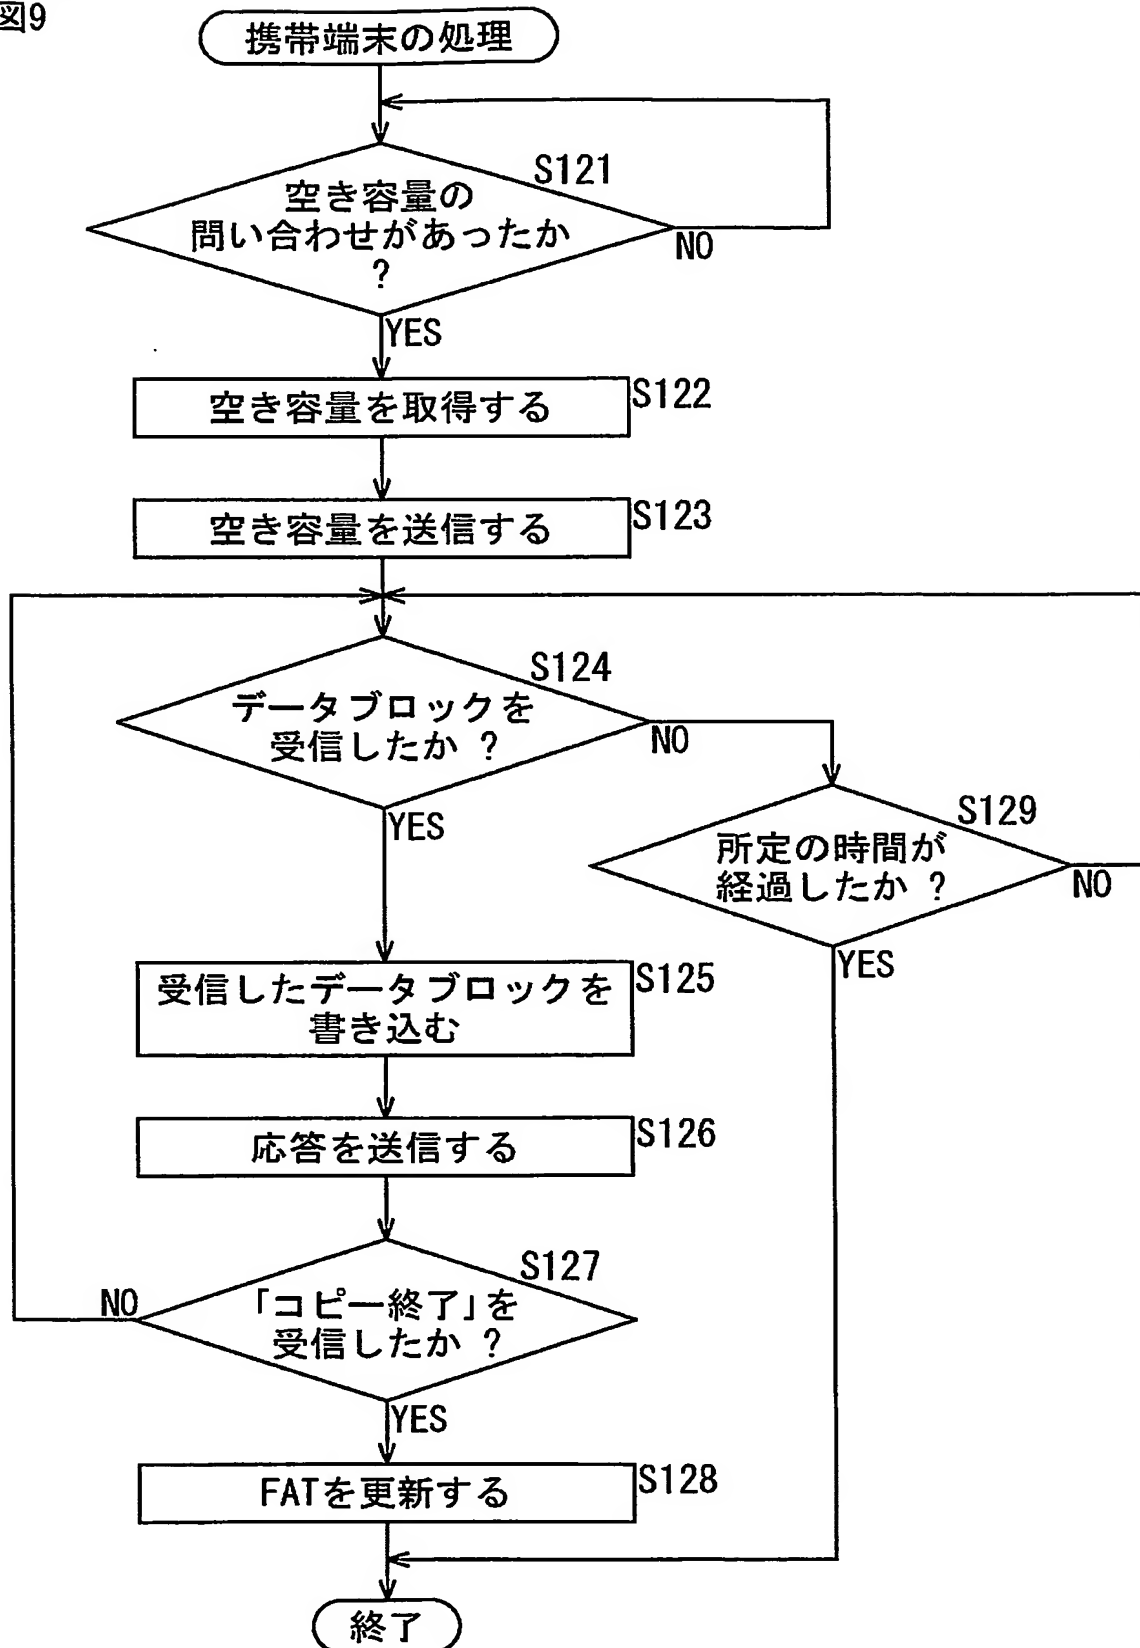 図9
携帯端末の処理
S121
空き容量の
問い合わせがあったか
?
NO
YES
空き容量を取得する
S122
空き容量を送信する
S123
S124
データブロックを
受信したか ?
NO
YES
S129
所定の時間が
経過したか ?
NO
YES
受信したデータブロックを
書き込む
S125
応答を送信する
S126
S127
「コピー終了」を
受信したか ?
NO
YES
FATを更新する
S128
終了